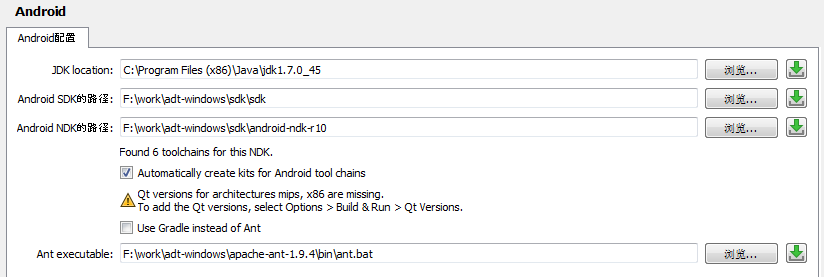 Android
Android配置
JDK location: C:\Program Files (x86)\Java\jdk1.7.0_45 浏览...
Android SDK的路径: F:\work\adt-windows\sdk\sdk 浏览...
Android NDK的路径: F:\work\adt-windows\sdk\android-ndk-r10 浏览...
Found 6 toolchains for this NDK.
Automatically create kits for Android tool chains
Qt versions for architectures mips, x86 are missing.
To add the Qt versions, select Options > Build & Run > Qt Versions.
Use Gradle instead of Ant
Ant executable: F:\work\adt-windows\apache-ant-1.9.4\bin\ant.bat 浏览...